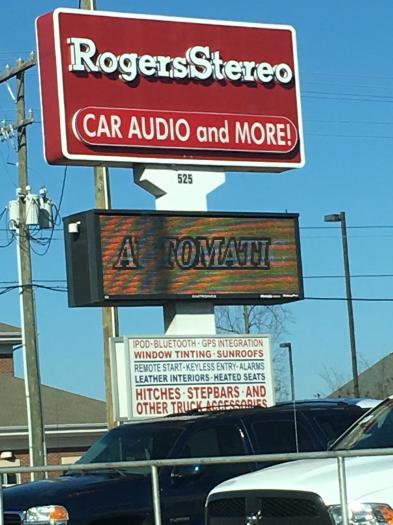 RogersStereo
CAR AUDIO and MORE!
525
IPOD·BLUETOOTH·GPS INTEGRATION
WINDOW TINTING·SUNROOFS
REMOTE START·KEYLESS ENTRY·ALARMS
LEATHER INTERIORS·HEATED SEATS
HITCHES·STEPBARS·AND
OTHER TRUCK ACCESSORIES